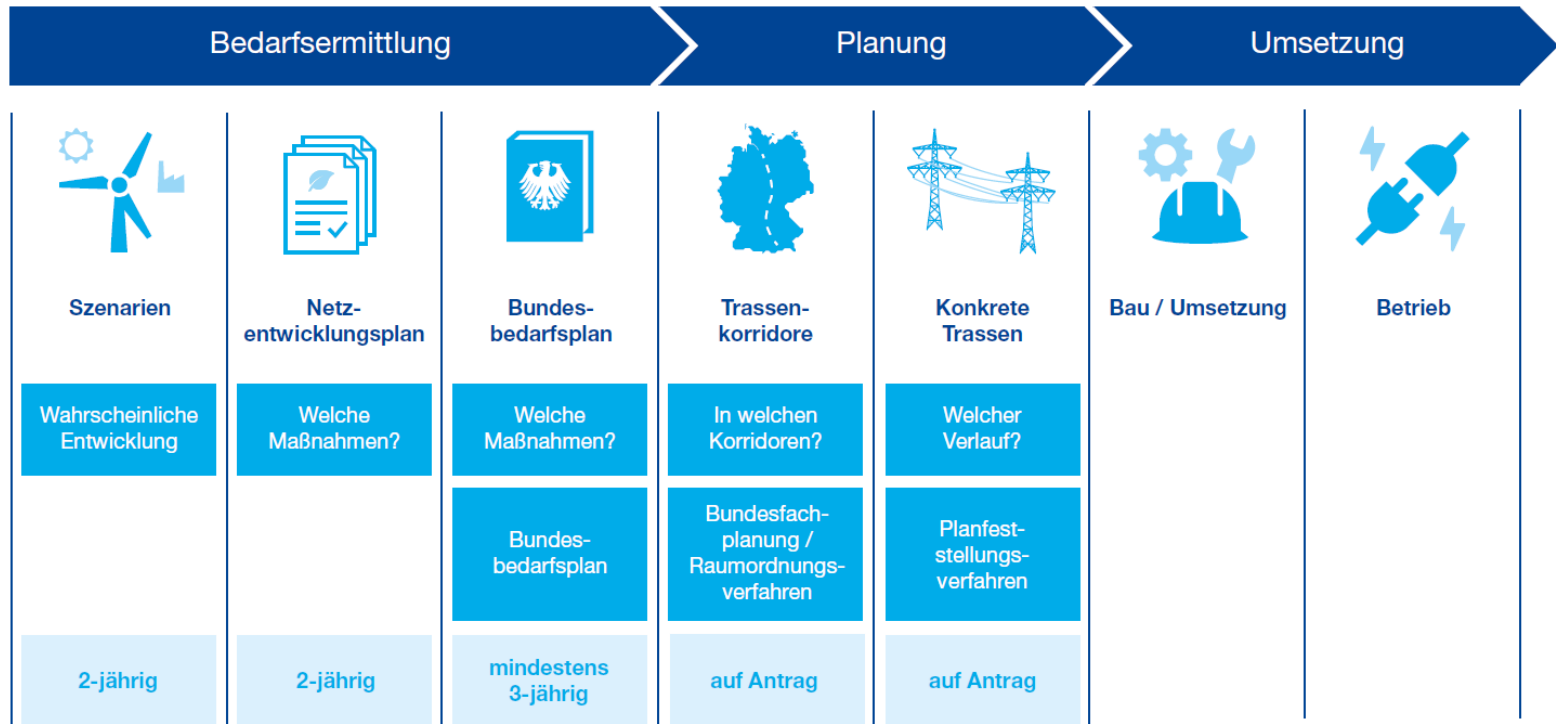 Bedarfsermittlung
Planung
Umsetzung
Szenarien
Netz-
entwicklungsplan
Bundes-
bedarfsplan
Trassen-
korridore
Konkrete
Trassen
Bau / Umsetzung
Betrieb
Wahrscheinliche
Entwicklung
Welche
Maßnahmen?
Welche
Maßnahmen?
In welchen
Korridoren?
Welcher
Verlauf?
Bundes-
bedarfsplan
Bundesfach-
planung /
Raumordnungs-
verfahren
Planfest-
stellungs-
verfahren
2-jährig
2-jährig
mindestens
3-jährig
auf Antrag
auf Antrag